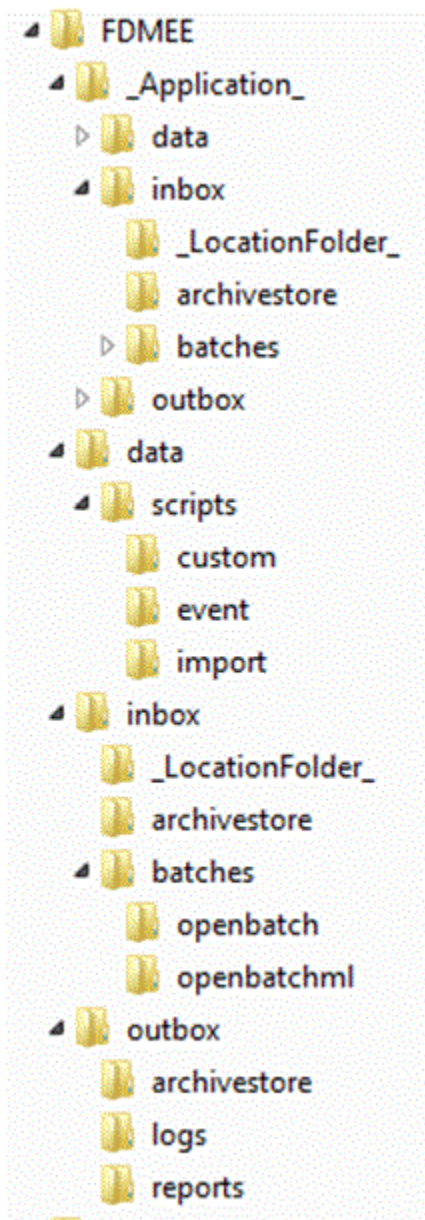 FDMEE
_Application_
data
inbox
_LocationFolder_
archivestore
batches
outbox
data
scripts
custom
event
import
inbox
_LocationFolder_
archivestore
batches
openbatch
openbatchml
outbox
archivestore
logs
reports